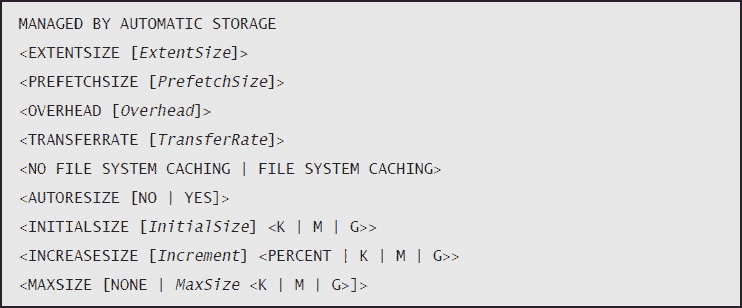 MANAGED BY AUTOMATIC STORAGE
<EXTENTSIZE [ExtentSize]>
<PREFETCHSIZE [PrefetchSize]>
<OVERHEAD [Overhead]>
<TRANSFERRATE [TransferRate]>
<NO FILE SYSTEM CACHING | FILE SYSTEM CACHING>
<AUTORESIZE [NO | YES]>
<INITIALSIZE [InitialSize] <K | M | G>>
<INCREASESIZE [Increment] <PERCENT | K | M | G>>
<MAXSIZE [NONE | MaxSize <K | M | G>]>